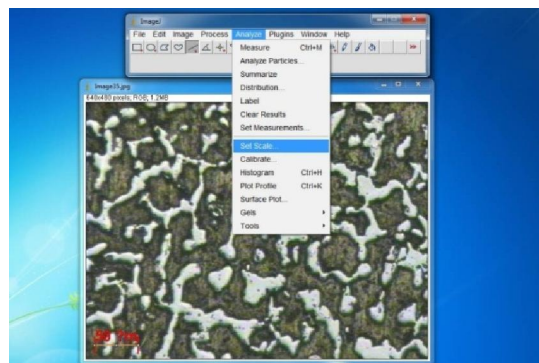 ImageJ
File Edit Image Process Analyze Plugins Window Help
Measure Ctrl+M
Analyze Particles...
Summarize
Distribution...
Label
Clear Results
Set Measurements...
Set Scale...
Calibrate...
Histogram Ctrl+H
Plot Profile Ctrl+K
Surface Plot...
Gels
Tools
Image35.jpg
640x480 pixels; RGB; 1.2MB